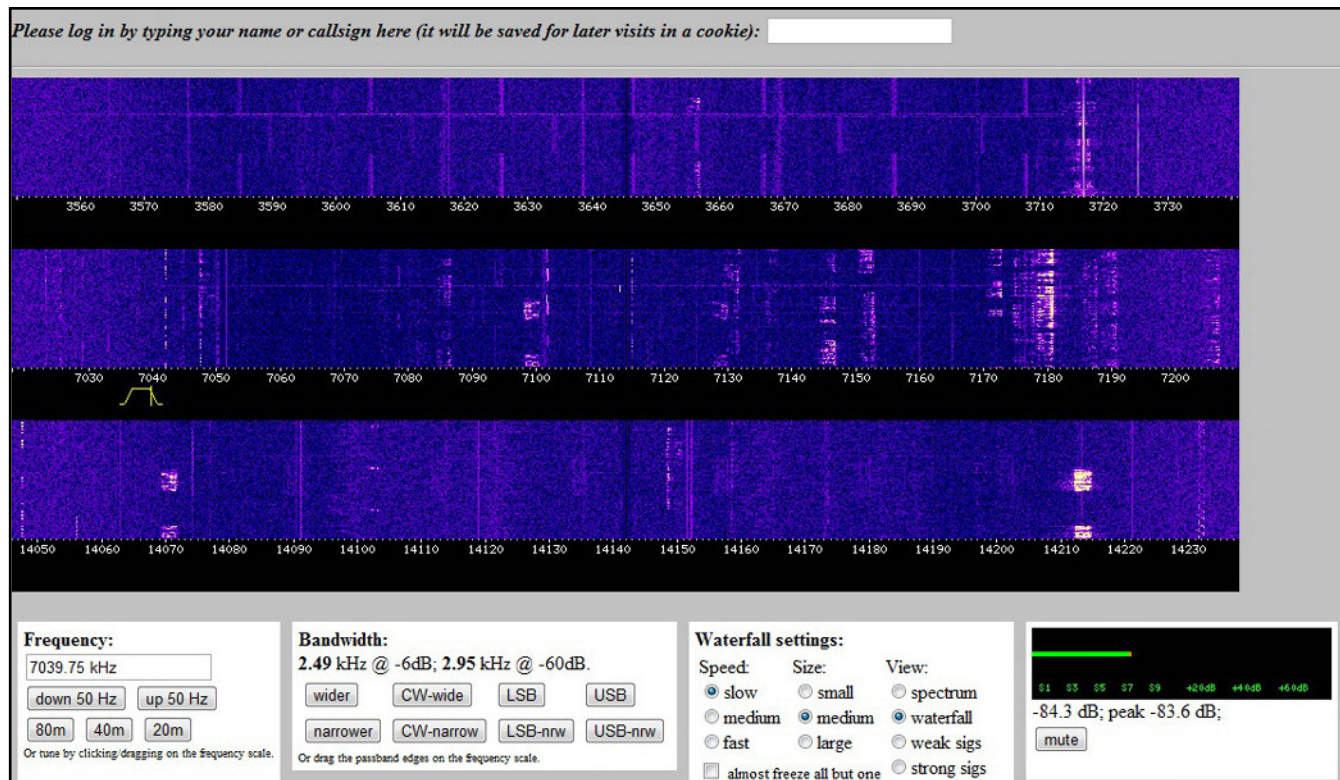 Please log in by typing your name or callsign here (it will be saved for later visits in a cookie):
3560 3570 3580 3590 3600 3610 3620 3630 3640 3650 3660 3670 3680 3690 3700 3710 3720 3730
7030 7040 7050 7060 7070 7080 7090 7100 7110 7120 7130 7140 7150 7160 7170 7180 7190 7200
14050 14060 14070 14080 14090 14100 14110 14120 14130 14140 14150 14160 14170 14180 14190 14200 14210 14220 14230
Frequency:
7039.75 kHz
down 50 Hz up 50 Hz
80m 40m 20m
Or tune by clicking/dragging on the frequency scale.
Bandwidth:
2.49 kHz @ -6dB; 2.95 kHz @ -60dB.
wider CW-wide LSB USB
narrower CW-narrow LSB-nrw USB-nrw
Or drag the passband edges on the frequency scale.
Waterfall settings:
Speed: Size: View:
slow small spectrum
medium medium waterfall
fast large weak sigs
almost freeze all but one strong sigs
S1 S3 S5 S7 S9 +20dB +40dB +60dB
-84.3 dB; peak -83.6 dB;
mute